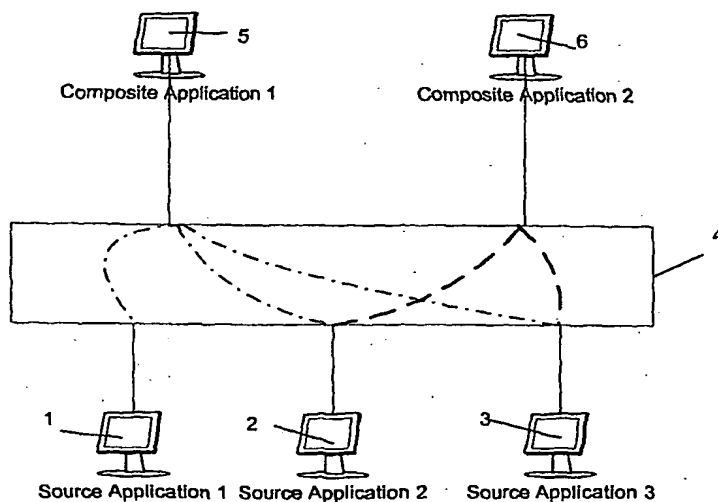 5
6
Composite Application 1
Composite Application 2
4
1
2
3
Source Application 1
Source Application 2
Source Application 3